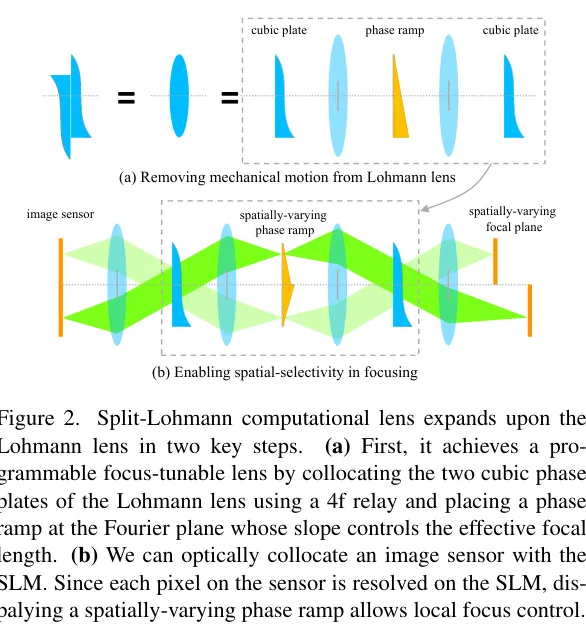 cubic plate phase ramp cubic plate
= =
(a) Removing mechanical motion from Lohmann lens
image sensor spatially-varying phase ramp spatially-varying focal plane
(b) Enabling spatial-selectivity in focusing
Figure 2. Split-Lohmann computational lens expands upon the
Lohmann lens in two key steps. (a) First, it achieves a pro-
grammable focus-tunable lens by collocating the two cubic phase
plates of the Lohmann lens using a 4f relay and placing a phase
ramp at the Fourier plane whose slope controls the effective focal
length. (b) We can optically collocate an image sensor with the
SLM. Since each pixel on the sensor is resolved on the SLM, dis-
palying a spatially-varying phase ramp allows local focus control.